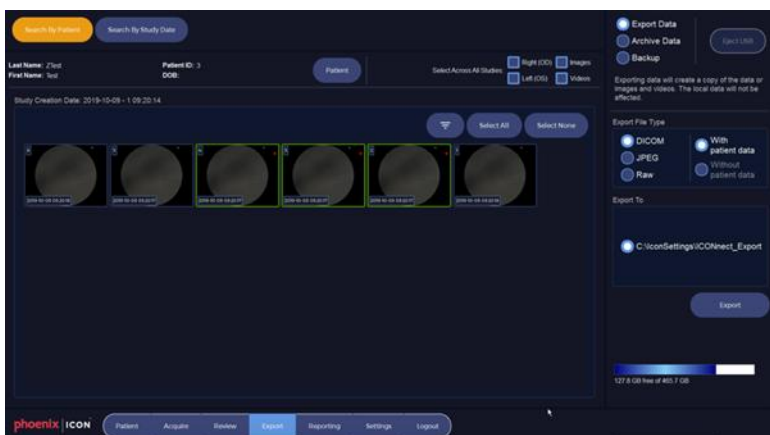 Search By Patient
Search By Study Date
Last Name: ZTest
First Name: Test
Patient ID: 3
DOB:
Patient
Select Across All Studies
Right (OD)
Images
Left (OS)
Videos
Study Creation Date: 2019-10-09 - 1 09:20:14
Select All
Select None
Export Data
Archive Data
Backup
Eject USB
Exporting data will create a copy of the data or
images and videos. The local data will not be
affected.
Export File Type
DICOM
JPEG
Raw
With
patient data
Without
patient data
Export To
C:\IconSettings\ICONnect_Export
Export
127.8 GB free of 465.7 GB
phoenix | ICON
Patient
Acquire
Review
Export
Reporting
Settings
Logout